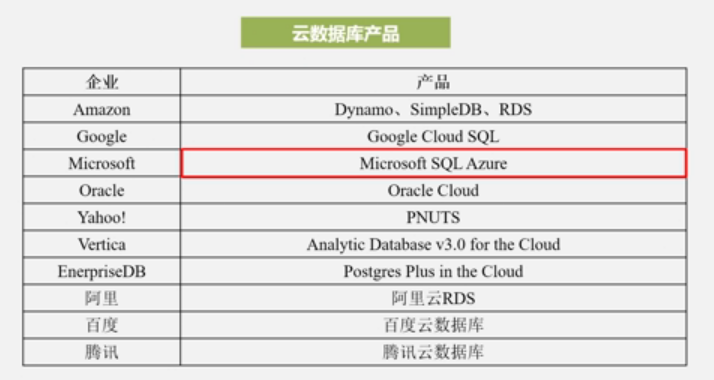 云数据库产品
企业 产品
Amazon Dynamo、SimpleDB、RDS
Google Google Cloud SQL
Microsoft Microsoft SQL Azure
Oracle Oracle Cloud
Yahoo! PNUTS
Vertica Analytic Database v3.0 for the Cloud
EnerpriseDB Postgres Plus in the Cloud
阿里 阿里云RDS
百度 百度云数据库
腾讯 腾讯云数据库